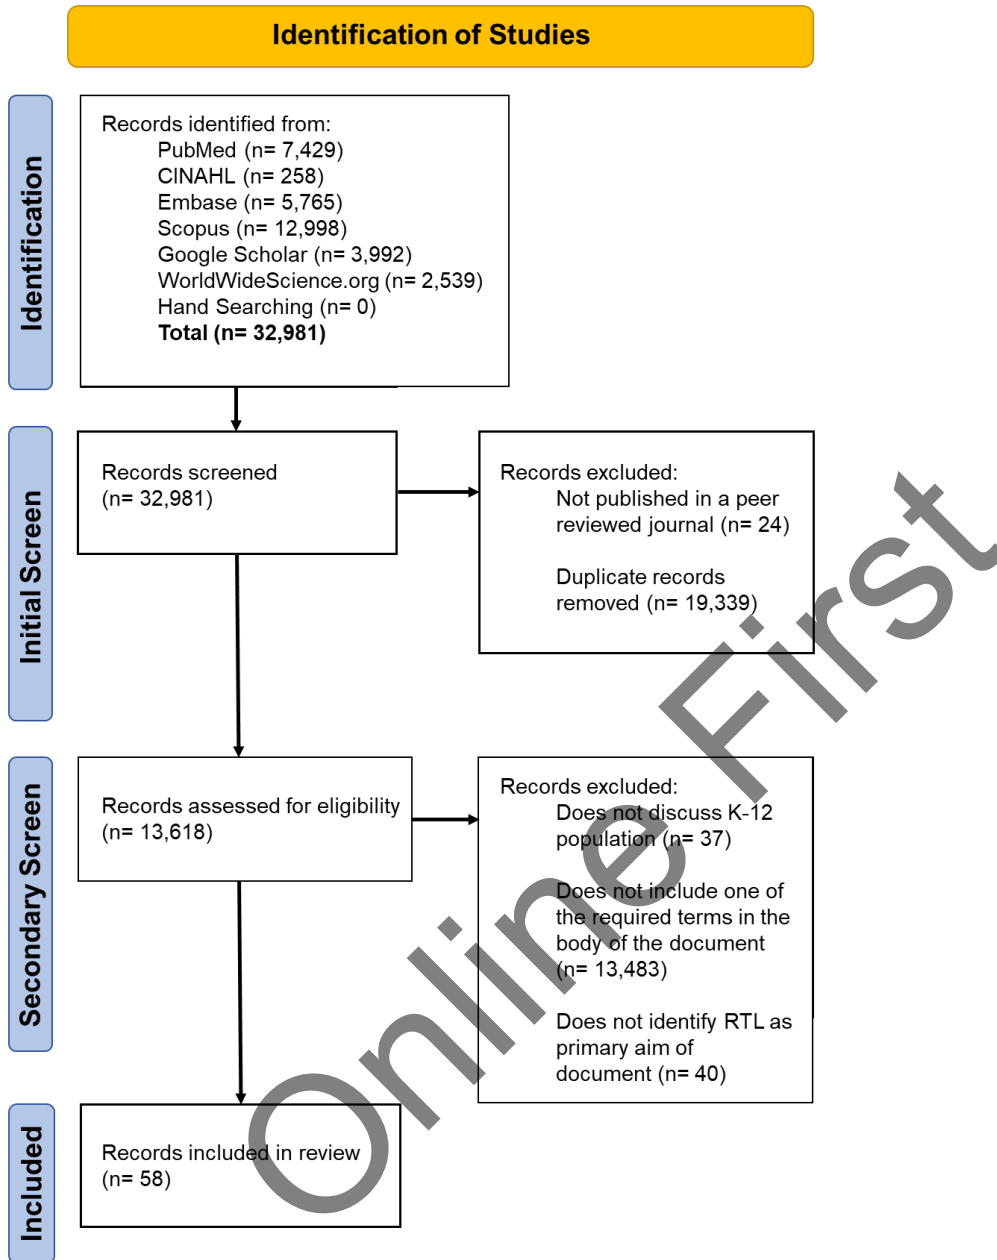 Identification of Studies
Identification
Records identified from:
PubMed (n= 7,429)
CINAHL (n= 258)
Embase (n= 5,765)
Scopus (n= 12,998)
Google Scholar (n= 3,992)
WorldWideScience.org (n= 2,539)
Hand Searching (n= 0)
Total (n= 32,981)
Initial Screen
Records screened
(n= 32,981)
Records excluded:
Not published in a peer
reviewed journal (n= 24)
Duplicate records
removed (n= 19,339)
Secondary Screen
Records assessed for eligibility
(n= 13,618)
Records excluded:
Does not discuss K-12
population (n= 37)
Does not include one of
the required terms in the
body of the document
(n= 13,483)
Does not identify RTL as
primary aim of
document (n= 40)
Included
Records included in review
(n= 58)
Online First